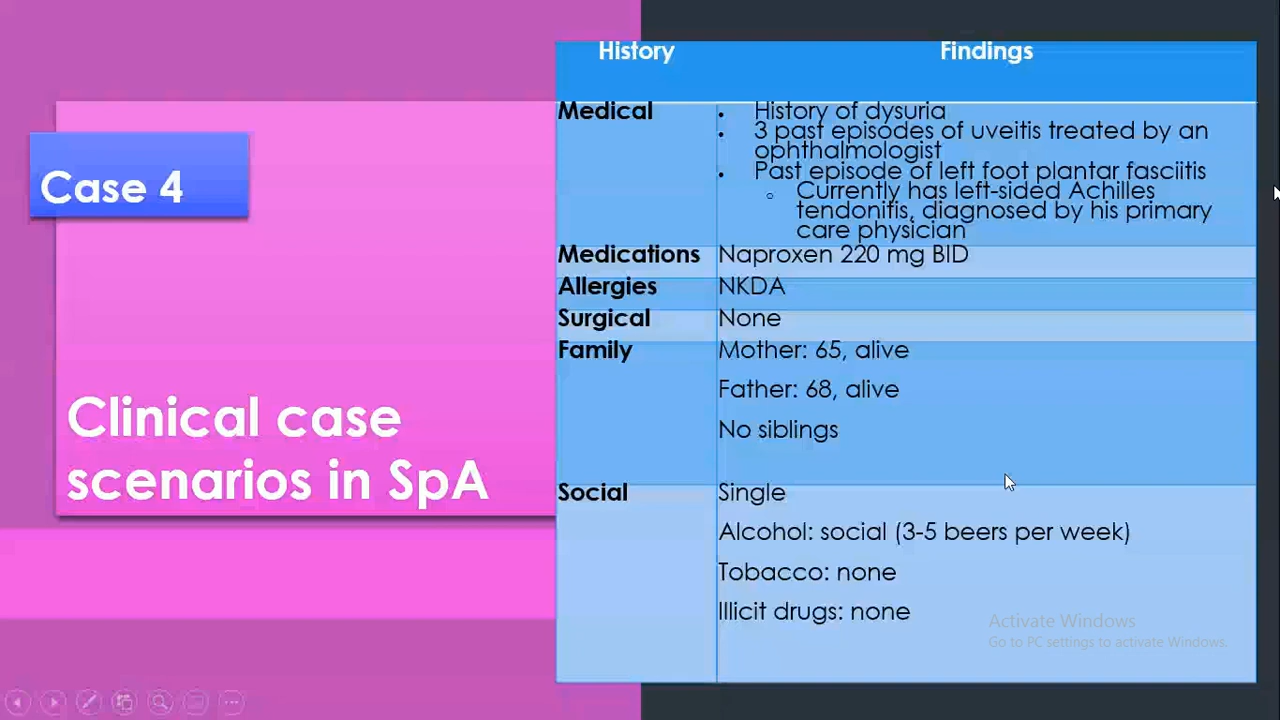 Case 4
Clinical case
scenarios in SpA
History Findings
Medical
• History of dysuria
• 3 past episodes of uveitis treated by an
ophthalmologist
• Past episode of left foot plantar fasciitis
○ Currently has left-sided Achilles
tendonitis, diagnosed by his primary
care physician
Medications Naproxen 220 mg BID
Allergies NKDA
Surgical None
Family Mother: 65, alive
Father: 68, alive
No siblings
Social Single
Alcohol: social (3-5 beers per week)
Tobacco: none
Illicit drugs: none
Activate Windows
Go to PC settings to activate Windows.